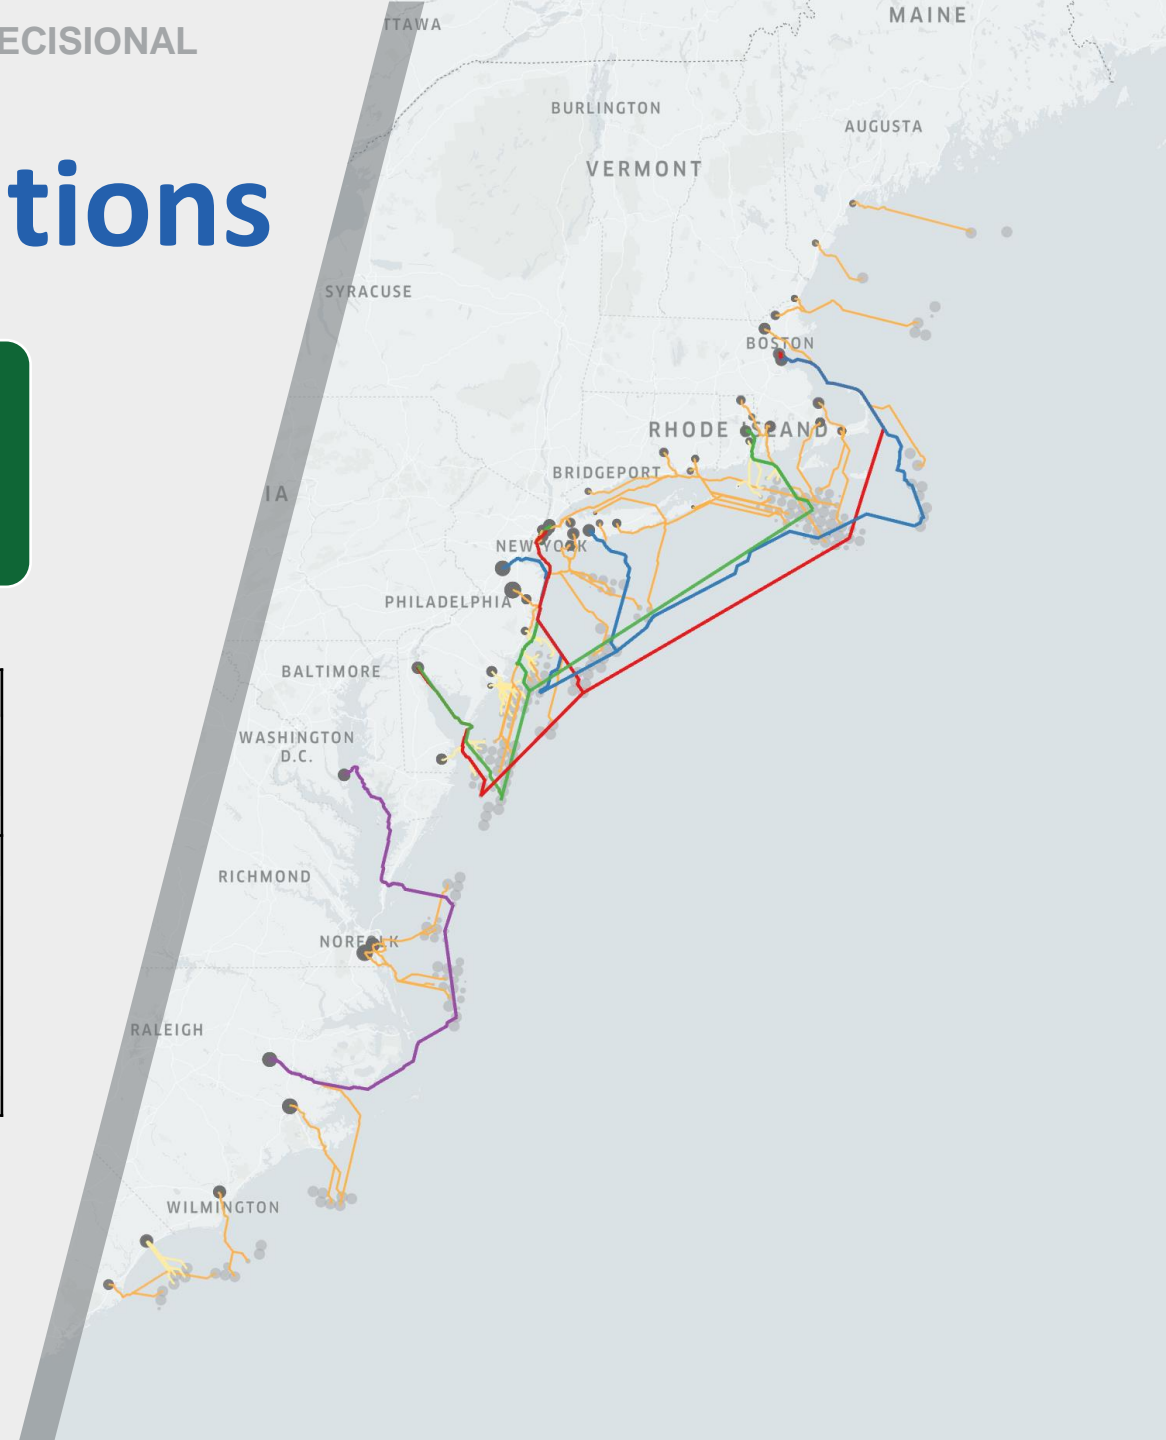 ECISIONAL
tions
TTAWA
MAINE
BURLINGTON
AUGUSTA
VERMONT
SYRACUSE
BOSTON
RHODE ISLAND
BRIDGEPORT
IA
NEW YORK
PHILADELPHIA
BALTIMORE
WASHINGTON
D.C.
RICHMOND
NORFOLK
RALEIGH
WILMINGTON